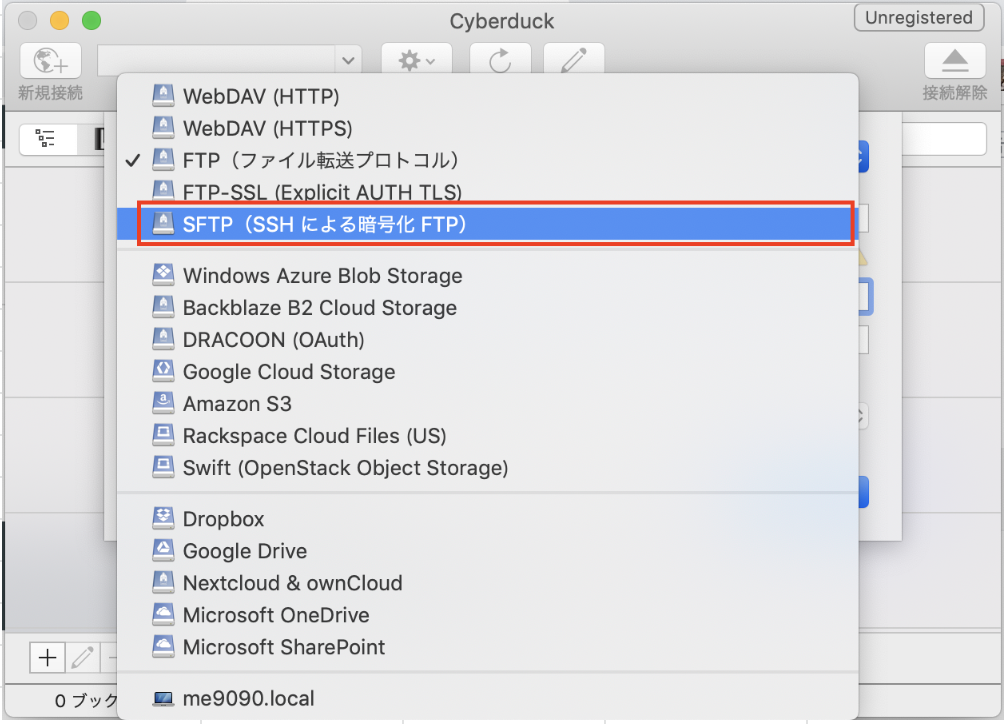 Cyberduck
Unregistered
新規接続
接続解除
WebDAV (HTTP)
WebDAV (HTTPS)
FTP（ファイル転送プロトコル）
FTP-SSL (Explicit AUTH TLS)
SFTP（SSH による暗号化 FTP）
Windows Azure Blob Storage
Backblaze B2 Cloud Storage
DRACOON (OAuth)
Google Cloud Storage
Amazon S3
Rackspace Cloud Files (US)
Swift (OpenStack Object Storage)
Dropbox
Google Drive
Nextcloud & ownCloud
Microsoft OneDrive
Microsoft SharePoint
me9090.local
0 ブック